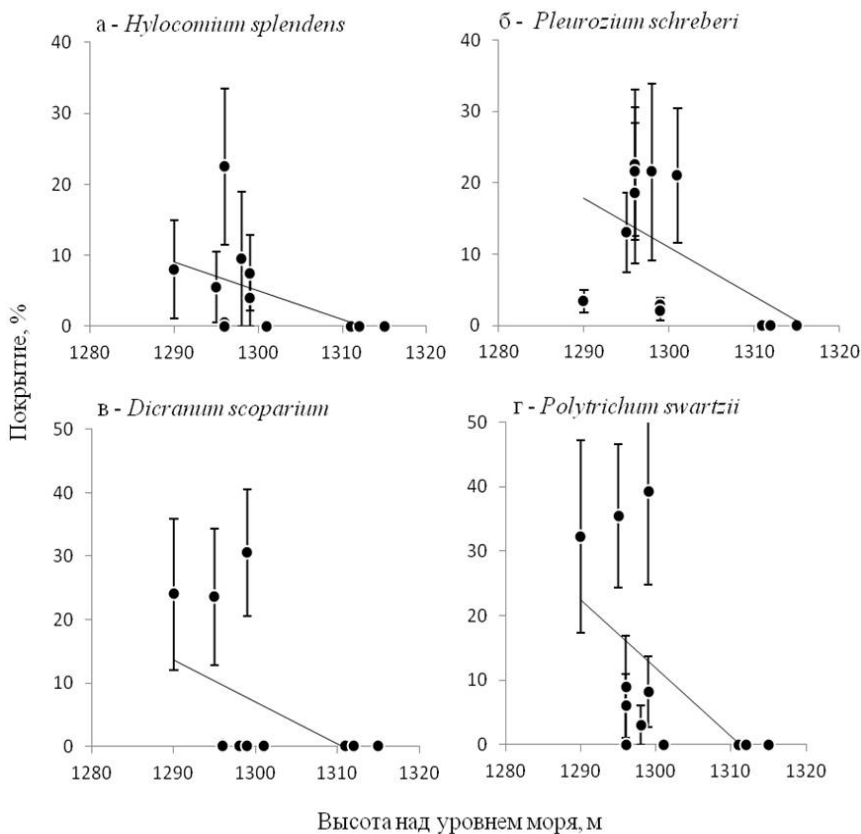 а - Hylocomium splendens
40
30
20
10
0
1280 1290 1300 1310 1320
б - Pleurozium schreberi
40
30
20
10
0
1280 1290 1300 1310 1320
Покрытие, %
в - Dicranum scoparium
50
40
30
20
10
0
1280 1290 1300 1310 1320
г - Polytrichum swartzii
50
40
30
20
10
0
1280 1290 1300 1310 1320
Высота над уровнем моря, м